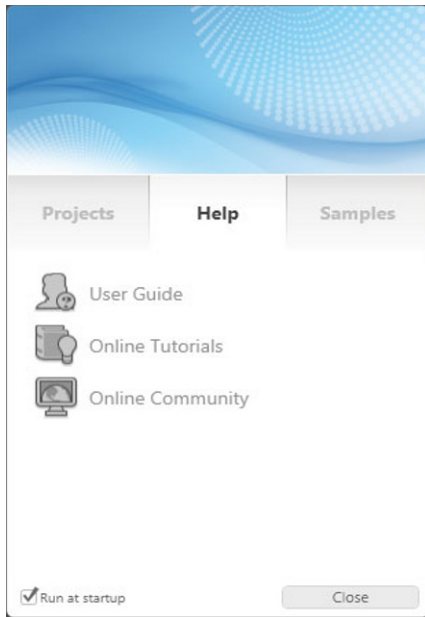 Projects
Help
Samples
User Guide
Online Tutorials
Online Community
Run at startup
Close